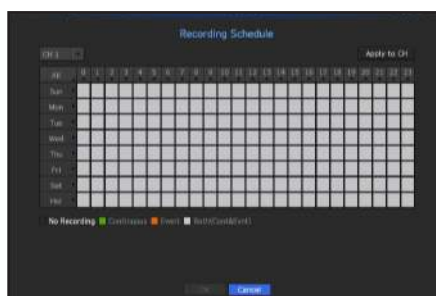 Recording Schedule
CH 1 Apply to CH
All 0 1 2 3 4 5 6 7 8 9 10 11 12 13 14 15 16 17 18 19 20 21 22 23
Sun
Mon
Tue
Wed
Thu
Fri
Sat
Hol
No Recording Continuous Event Both(Cont&Evnt)
OK Cancel